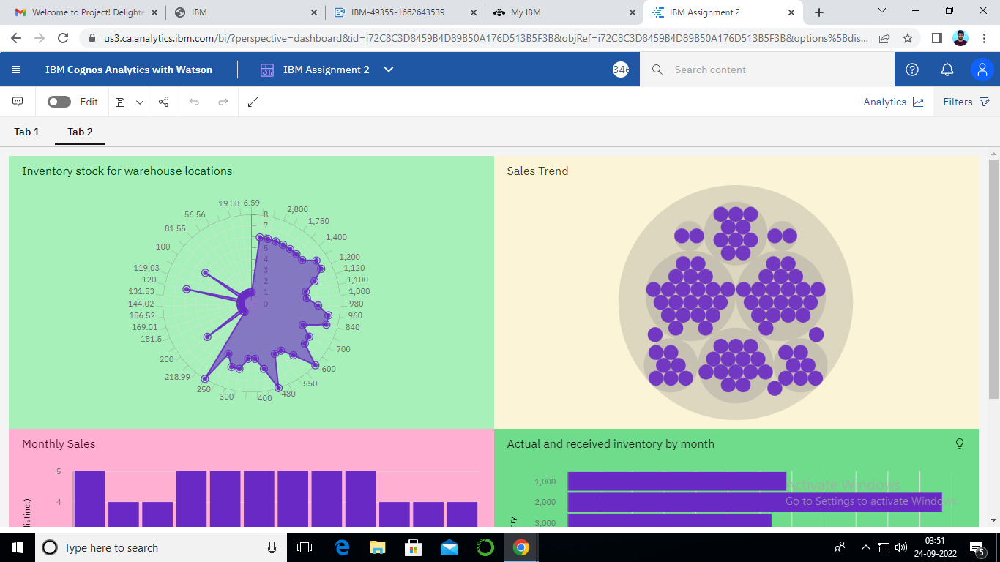 Welcome to Project! Delighte
IBM
IBM-49355-1662643539
My IBM
IBM Assignment 2
us3.ca.analytics.ibm.com/bi/?perspective=dashboard&id=i72C8C3D8459B4D89B50A176D513B5F3B&objRef=i72C8C3D8459B4D89B50A176D513B5F3B&options%5Bdis...
IBM Cognos Analytics with Watson
IBM Assignment 2
346
Search content
Edit
Analytics
Filters
Tab 1
Tab 2
Inventory stock for warehouse locations
19.08
6.59
56.56
81.55
100
119.03
120
131.53
144.02
156.52
169.01
181.5
200
218.99
250
300
400
480
550
600
700
840
960
980
1,000
1,100
1,120
1,200
1,400
1,750
2,800
8
7
5
4
3
2
1
0
Sales Trend
Monthly Sales
5
4
distinct)
Actual and received inventory by month
1,000
2,000
3,000
ory
Activate Windows
Go to Settings to activate Windows.
Type here to search
03:51
24-09-2022
5